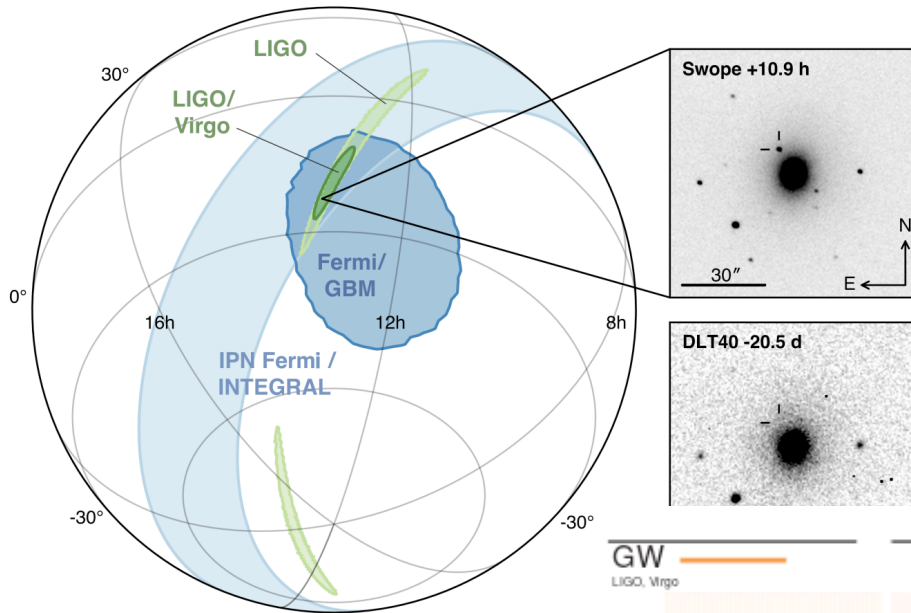 LIGO
30°
LIGO/
Virgo
Fermi/
GBM
0°
16h
12h
8h
IPN Fermi /
INTEGRAL
-30°
-30°
Swope +10.9 h
N
30″
E
DLT40 -20.5 d
GW
LIGO, Virgo